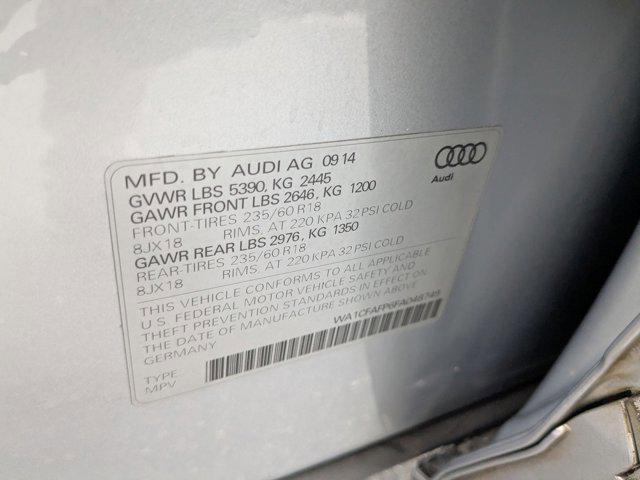 MFD. BY AUDI AG 09 14
Audi
GVWR LBS 5390, KG 2445
GAWR FRONT LBS 2646, KG 1200
FRONT-TIRES 235/60 R18
8JX18 RIMS, AT 220 KPA 32 PSI COLD
GAWR REAR LBS 2976, KG 1350
REAR-TIRES 235/60 R18
8JX18 RIMS, AT 220 KPA 32 PSI COLD
THIS VEHICLE CONFORMS TO ALL APPLICABLE
U.S. FEDERAL MOTOR VEHICLE SAFETY AND
THEFT PREVENTION STANDARDS IN EFFECT ON
THE DATE OF MANUFACTURE SHOWN ABOVE.
GERMANY
WA1CFAFP6FA048749
TYPE
MPV